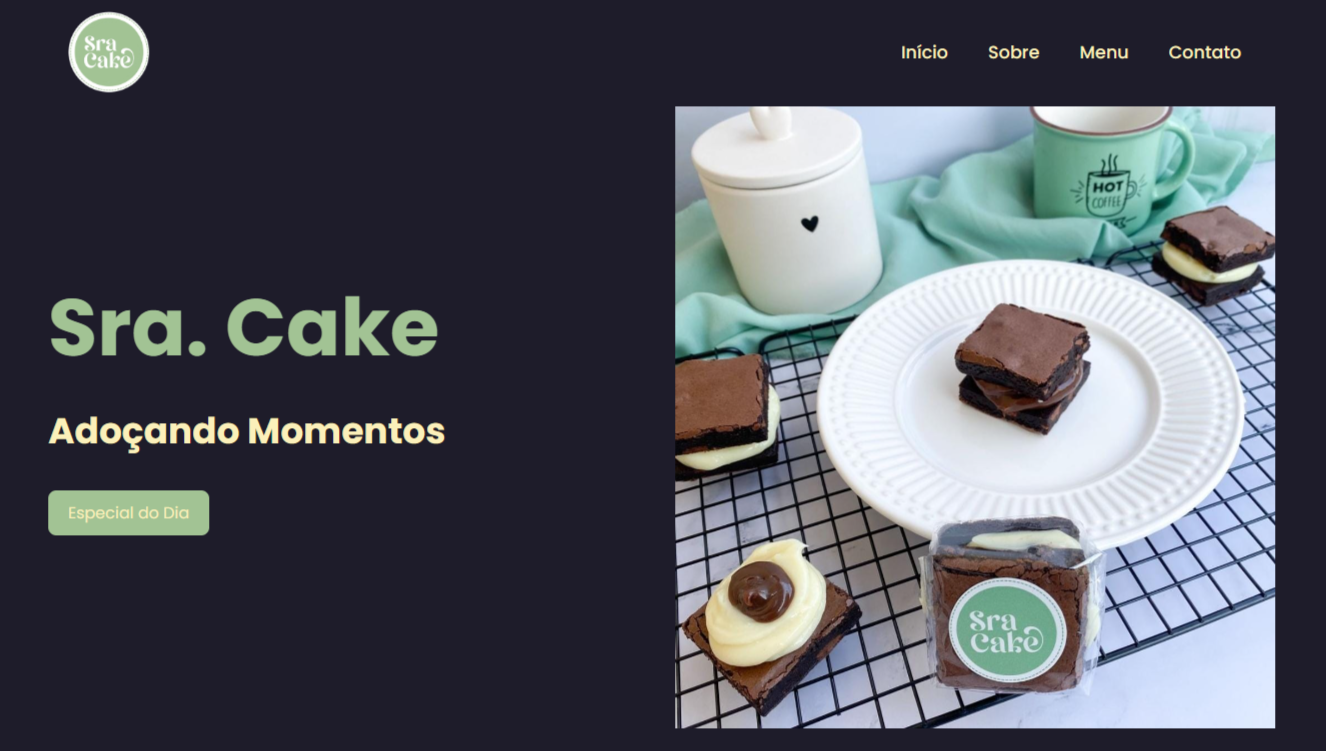 Sra
Cake
Início
Sobre
Menu
Contato
Sra. Cake
Adoçando Momentos
Especial do Dia
HOT
COFFEE
Sra
Cake